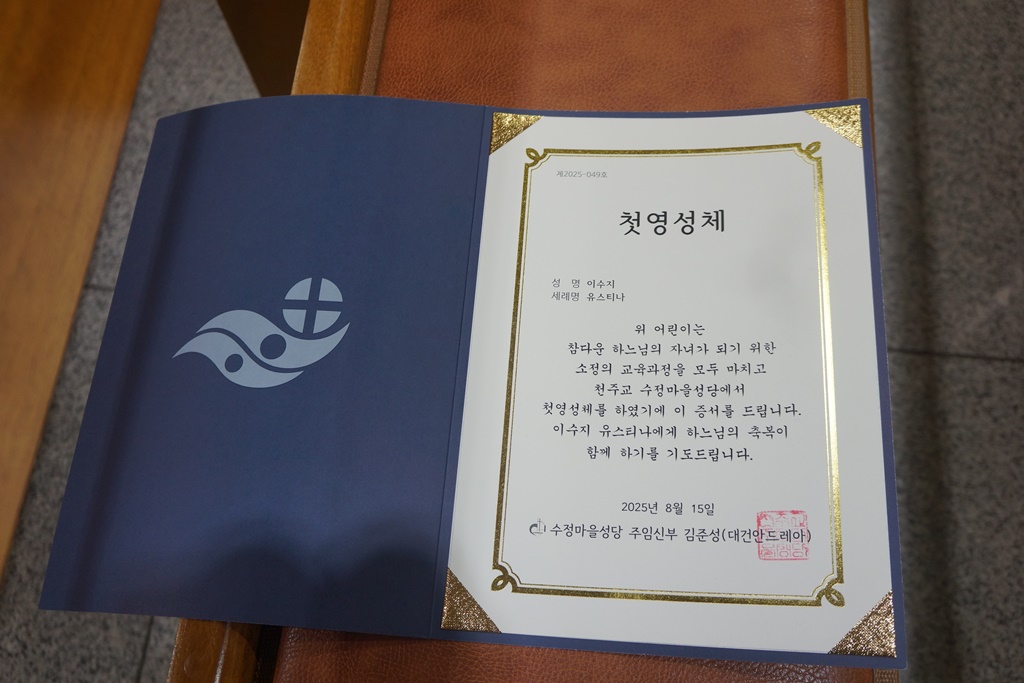 제2025-049호
첫영성체
성 명 이수지
세례명 유스티나
위 어린이는
참다운 하느님의 자녀가 되기 위한
소정의 교육과정을 모두 마치고
천주교 수정마을성당에서
첫영성체를 하였기에 이 증서를 드립니다.
이수지 유스티나에게 하느님의 축복이
함께 하기를 기도드립니다.
2025년 8월 15일
수정마을성당 주임신부 김준성(대건안드레아)